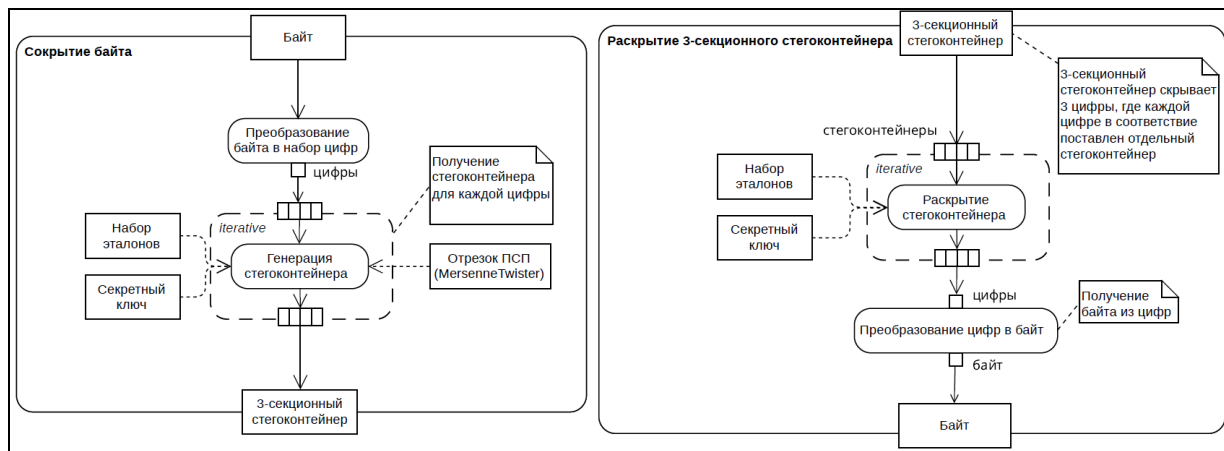 Сокрытие байта
Байт
Преобразование
байта в набор цифр
цифры
Получение
стегоконтейнера
для каждой цифры
iterative
Набор
эталонов
Генерация
стегоконтейнера
Отрезок ПСП
(MersenneTwister)
Секретный
ключ
3-секционный
стегоконтейнер
Раскрытие 3-секционного стегоконтейнера
3-секционный
стегоконтейнер
3-секционный
стегоконтейнер скрывает
3 цифры, где каждой
цифре в соответствие
поставлен отдельный
стегоконтейнер
стегоконтейнеры
iterative
Набор
эталонов
Раскрытие
стегоконтейнера
Секретный
ключ
цифры
Получение
байта из цифр
Преобразование цифр в байт
байт
Байт